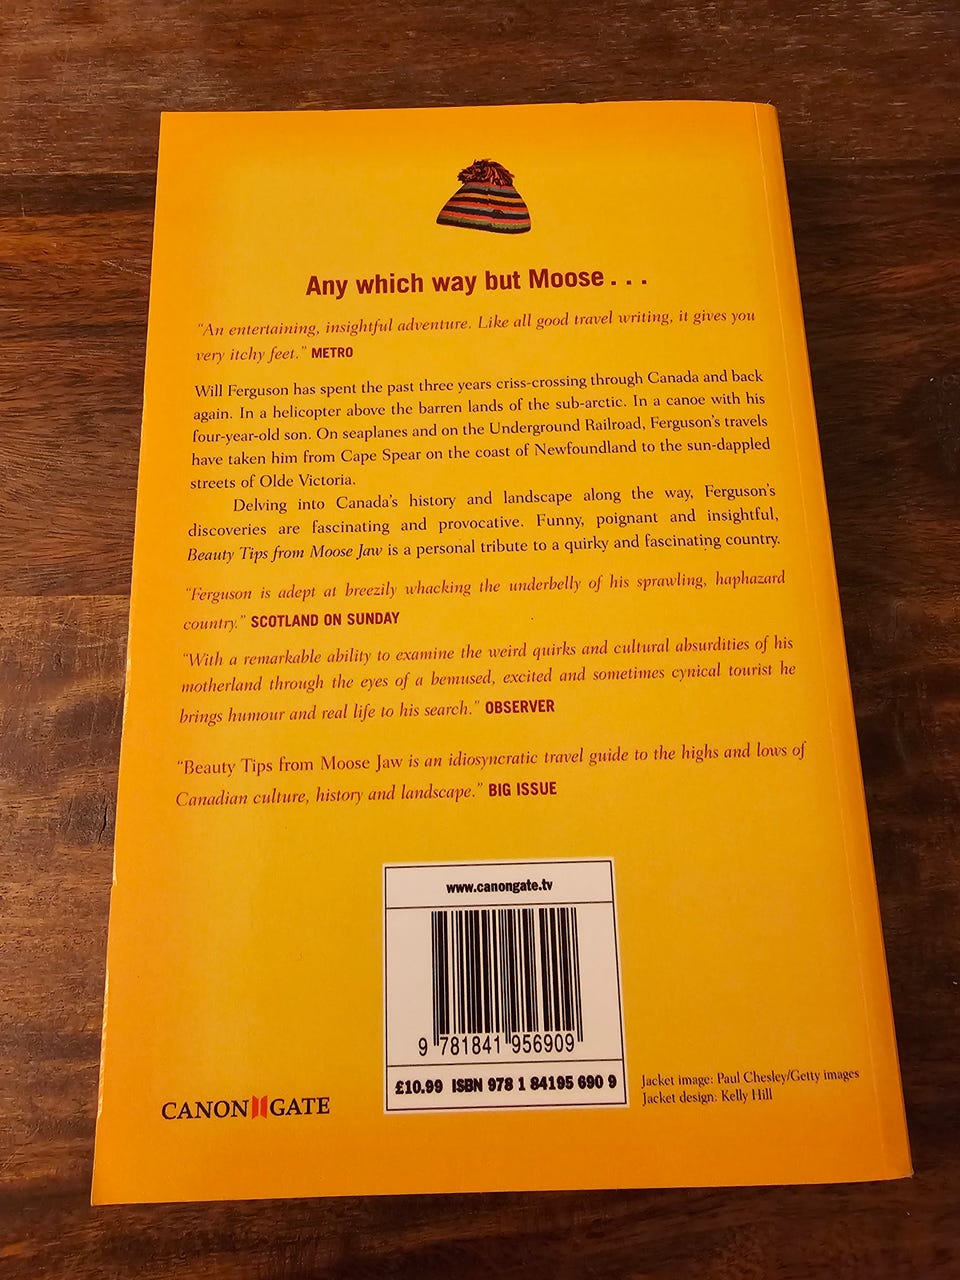 Any which way but Moose . . .
"An entertaining, insightful adventure. Like all good travel writing, it gives you
very itchy feet." METRO
Will Ferguson has spent the past three years criss-crossing through Canada and back
again. In a helicopter above the barren lands of the sub-arctic. In a canoe with his
four-year-old son. On seaplanes and on the Underground Railroad, Ferguson's travels
have taken him from Cape Spear on the coast of Newfoundland to the sun-dappled
streets of Olde Victoria.
Delving into Canada's history and landscape along the way, Ferguson's
discoveries are fascinating and provocative. Funny, poignant and insightful,
Beauty Tips from Moose Jaw is a personal tribute to a quirky and fascinating country.
"Ferguson is adept at breezily whacking the underbelly of his sprawling, haphazard
country." SCOTLAND ON SUNDAY
"With a remarkable ability to examine the weird quirks and cultural absurdities of his
motherland through the eyes of a bemused, excited and sometimes cynical tourist he
brings humour and real life to his search." OBSERVER
"Beauty Tips from Moose Jaw is an idiosyncratic travel guide to the highs and lows of
Canadian culture, history and landscape." BIG ISSUE
www.canongate.tv
9 781841 956909
£10.99 ISBN 978 1 84195 690 9
Jacket image: Paul Chesley/Getty images
Jacket design: Kelly Hill
CANONGATE